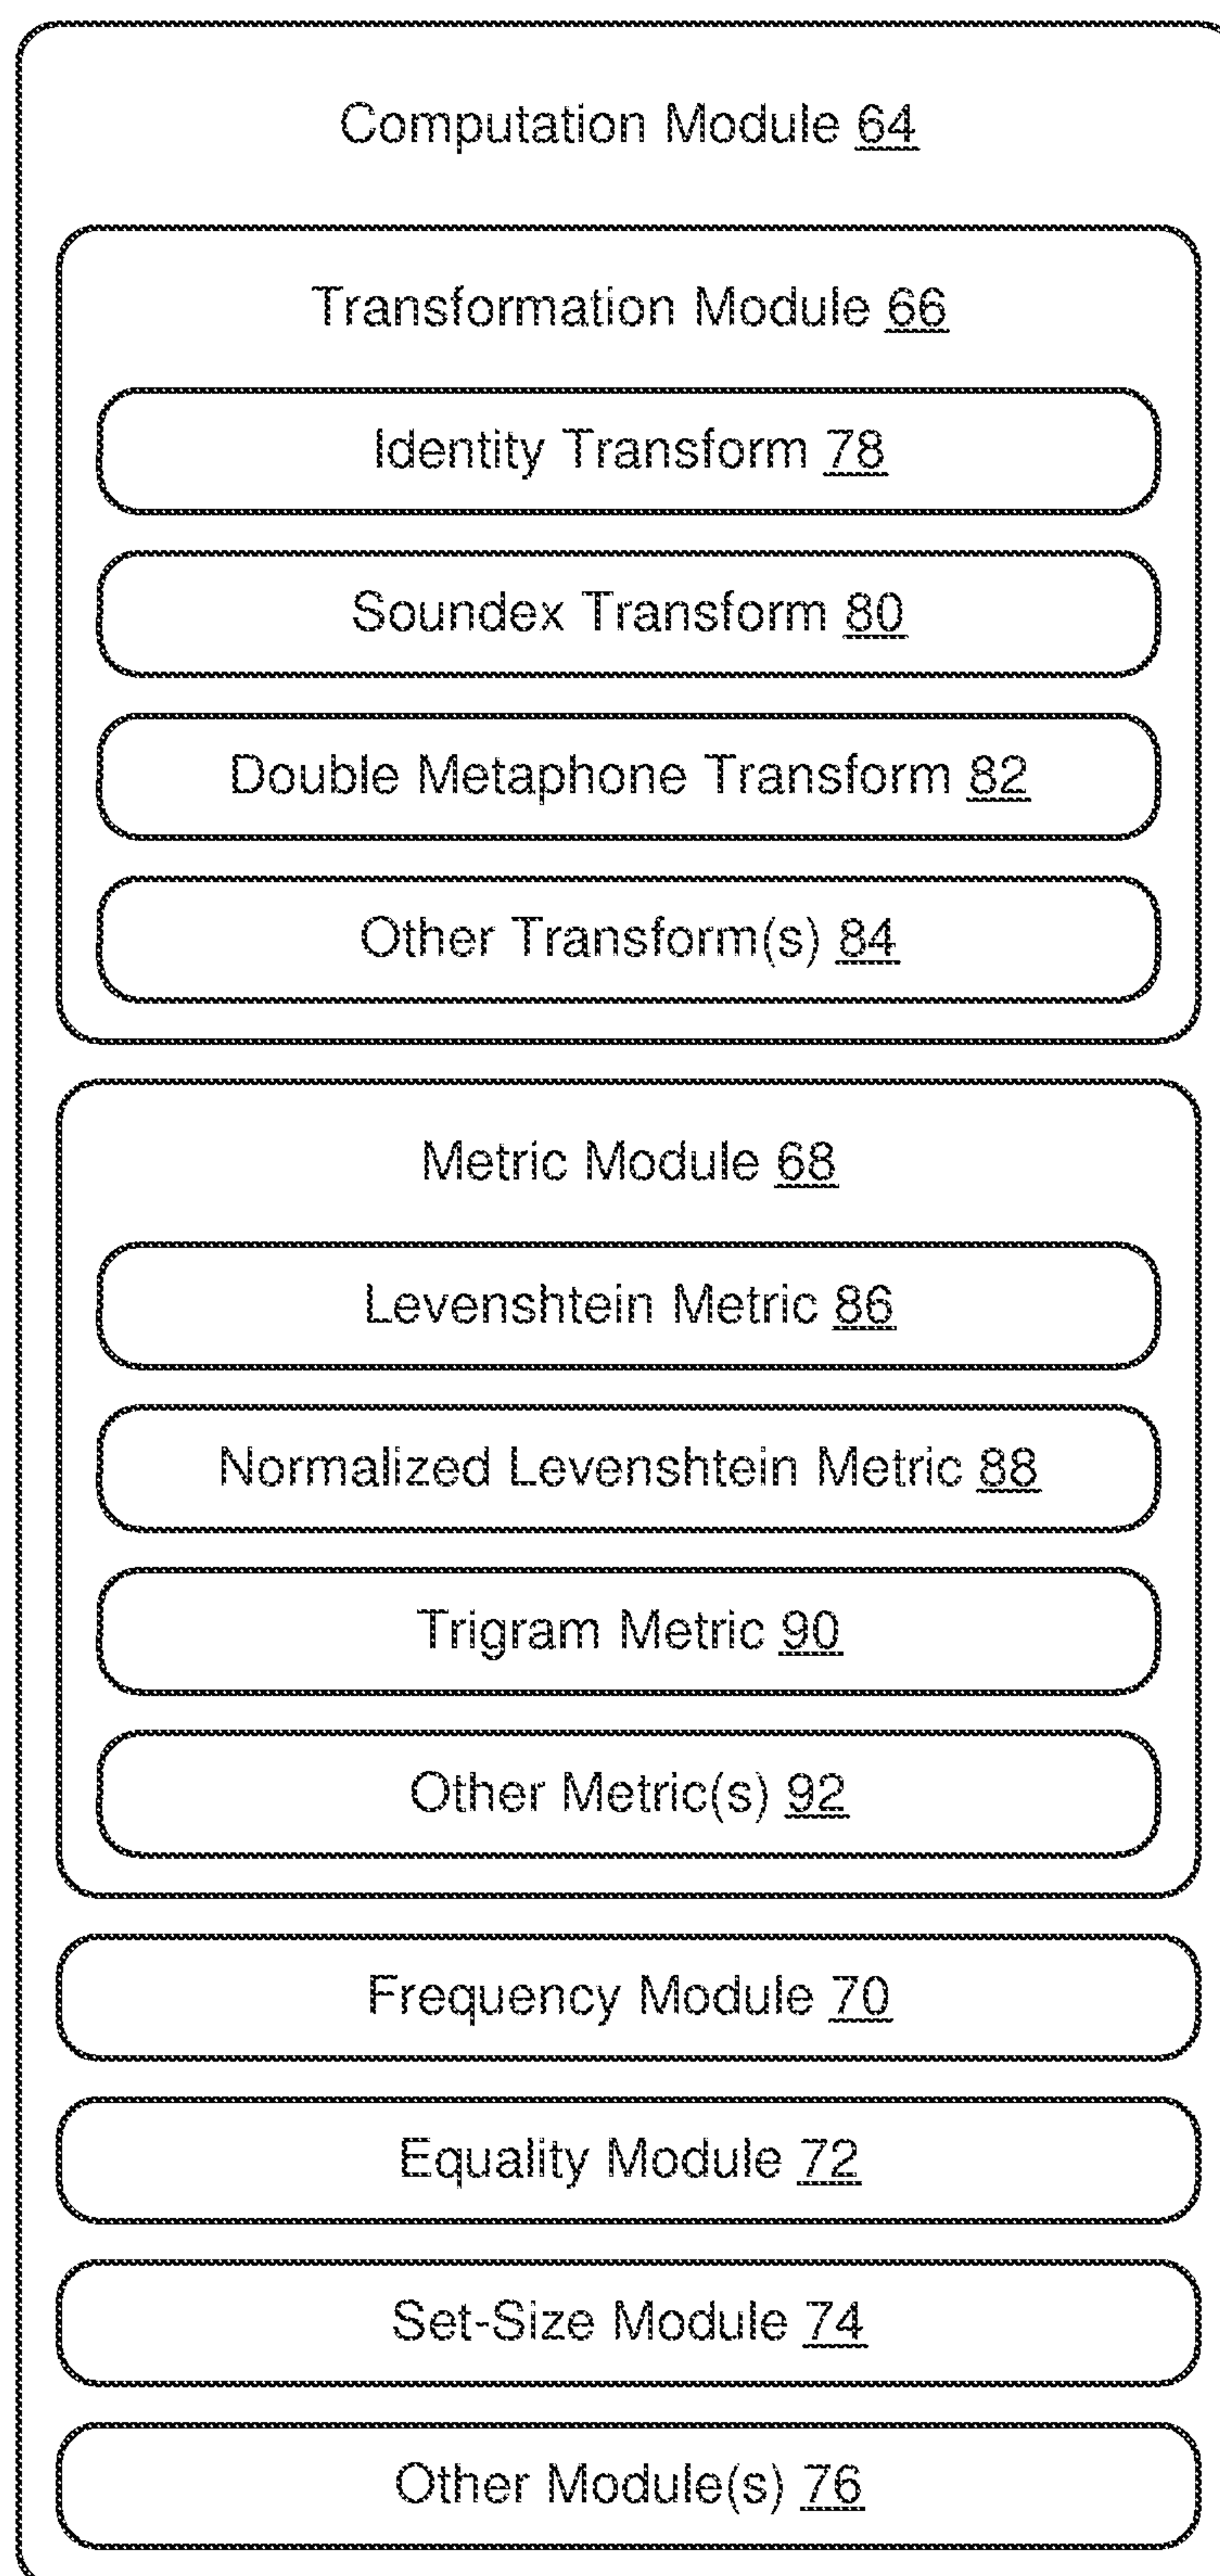 Computation Module 64
Transformation Module 66
Identity Transform 78
Soundex Transform 80
Double Metaphone Transform 82
Other Transform(s) 84
Metric Module 68
Levenshtein Metric 86
Normalized Levenshtein Metric 88
Trigram Metric 90
Other Metric(s) 92
Frequency Module 70
Equality Module 72
Set-Size Module 74
Other Module(s) 76